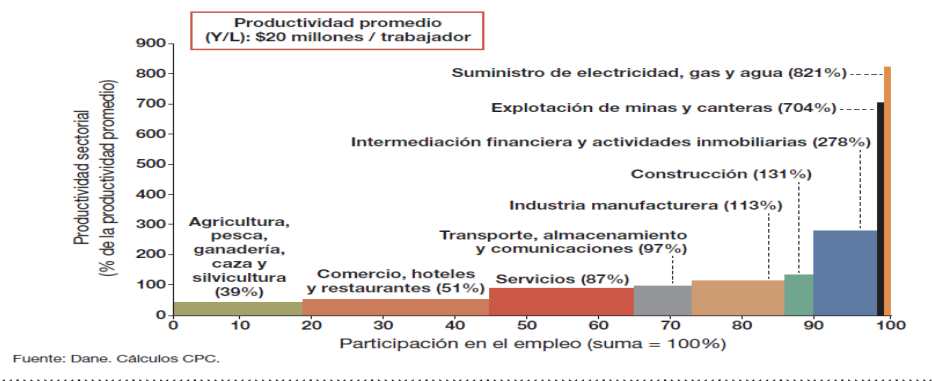 Productividad promedio
(Y/L): $20 millones / trabajador
Productividad sectorial
(% de la productividad promedio)
900
800
700
600
500
400
300
200
100
0
Suministro de electricidad, gas y agua (821%)
Explotación de minas y canteras (704%)
Intermediación financiera y actividades inmobiliarias (278%)
Construcción (131%)
Industria manufacturera (113%)
Transporte, almacenamiento
y comunicaciones (97%)
Servicios (87%)
Comercio, hoteles
y restaurantes (51%)
Agricultura,
pesca,
ganadería,
caza y
silvicultura
(39%)
0 10 20 30 40 50 60 70 80 90 100
Participación en el empleo (suma = 100%)
Fuente: Dane. Cálculos CPC.